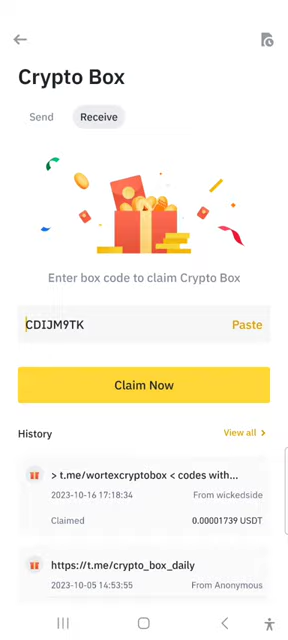 Crypto Box
Send
Receive
Enter box code to claim Crypto Box
CDIJM9TK
Paste
Claim Now
History
View all >
> t.me/wortexcryptobox < codes with...
2023-10-16 17:18:34
From wickedside
Claimed
0.00001739 USDT
https://t.me/crypto_box_daily
2023-10-05 14:53:55
From Anonymous